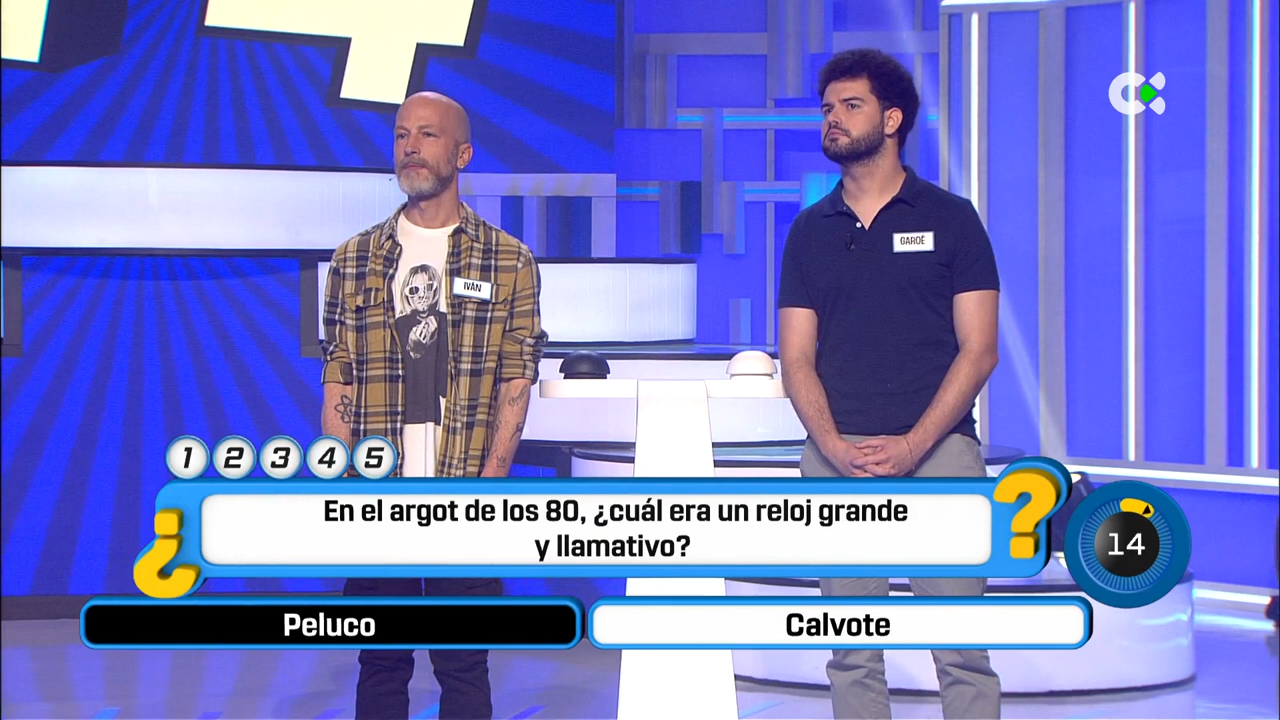 IVÁN
GAROÉ
1 2 3 4 5
En el argot de los 80, ¿cuál era un reloj grande
y llamativo?
14
Peluco
Calvote